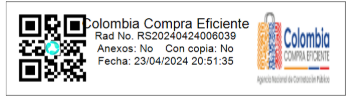 Colombia Compra Eficiente
Rad No. RS20240424006039
Anexos: No Con copia: No
Fecha: 23/04/2024 20:51:35
Colombia
Compra Eficiente
Agencia Nacional de Contratación Pública